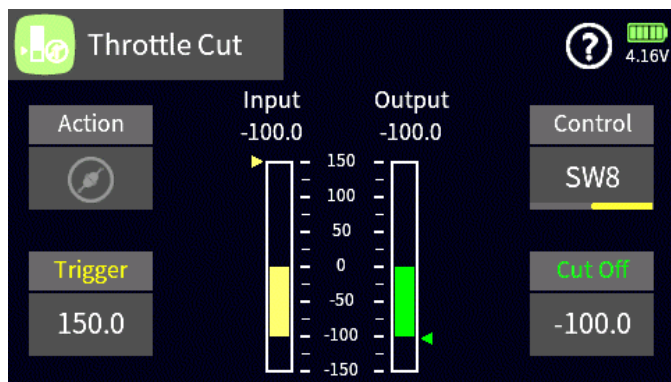 Throttle Cut
?
4.16V
Action
Input
-100.0
Output
-100.0
Control
SW8
Trigger
150.0
150
100
50
0
-50
-100
-150
Cut Off
-100.0